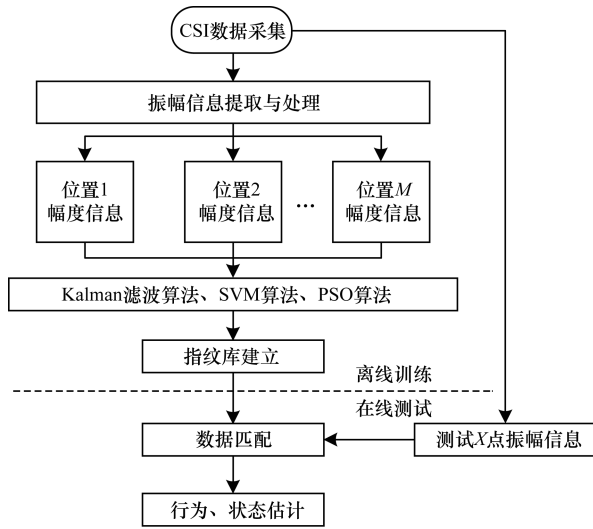 CSI数据采集
振幅信息提取与处理
位置1
幅度信息
位置2
幅度信息
...
位置M
幅度信息
Kalman滤波算法、SVM算法、PSO算法
指纹库建立
离线训练
在线测试
数据匹配
测试X点振幅信息
行为、状态估计